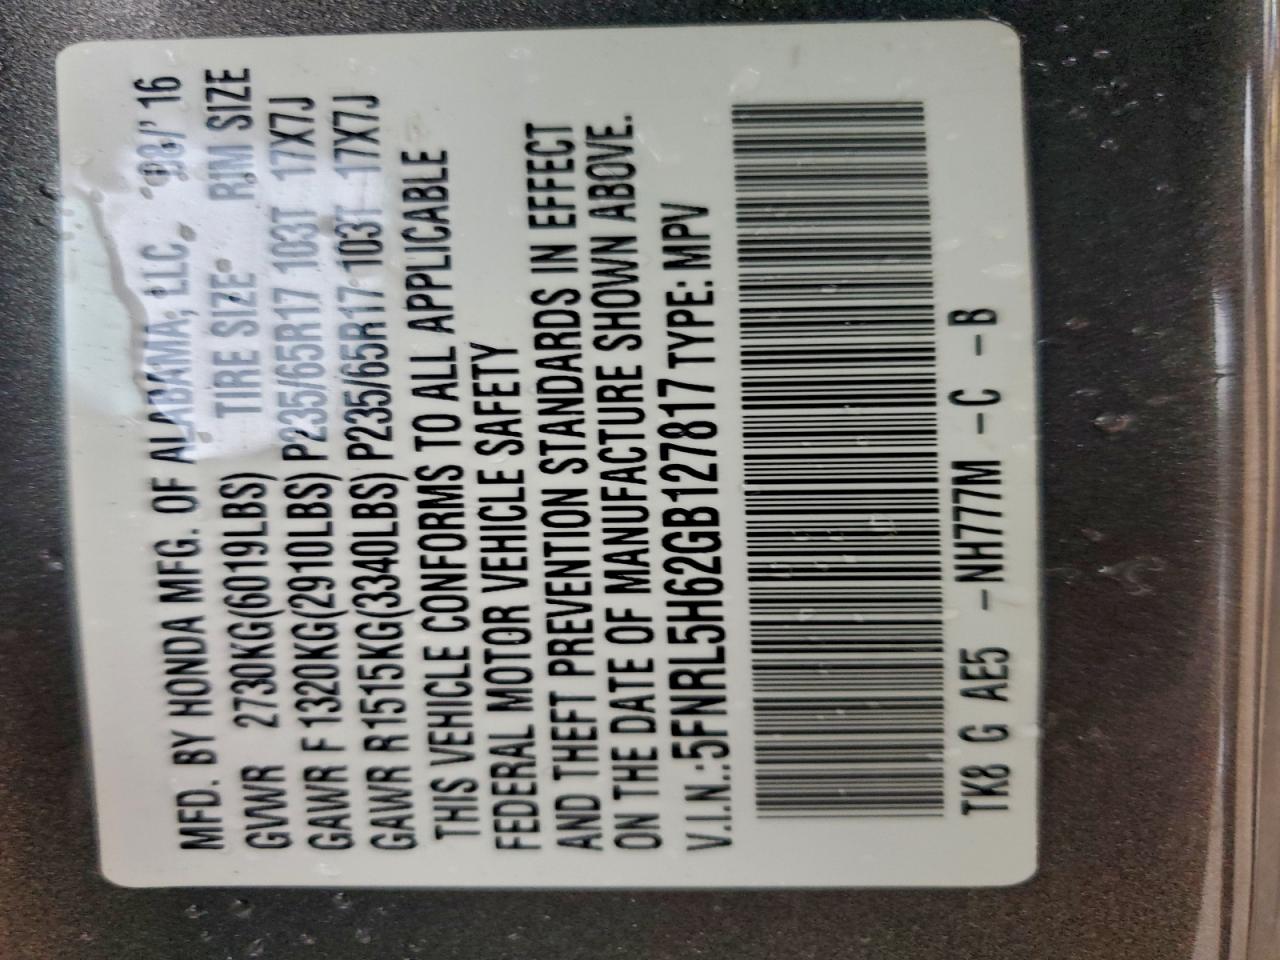 MFD. BY HONDA MFG. OF ALABAMA, LLC. '16
TIRE SIZE RIM SIZE
GVWR 2730KG(6019LBS)
GAWR F 1320KG(2910LBS) P235/65R17 103T 17X7J
GAWR R1515KG(3340LBS) P235/65R17 103T 17X7J
THIS VEHICLE CONFORMS TO ALL APPLICABLE
FEDERAL MOTOR VEHICLE SAFETY
AND THEFT PREVENTION STANDARDS IN EFFECT
ON THE DATE OF MANUFACTURE SHOWN ABOVE.
V.I.N.:5FNRL5H62GB127817 TYPE: MPV
TK8 G AE5 -NH777M -C -B